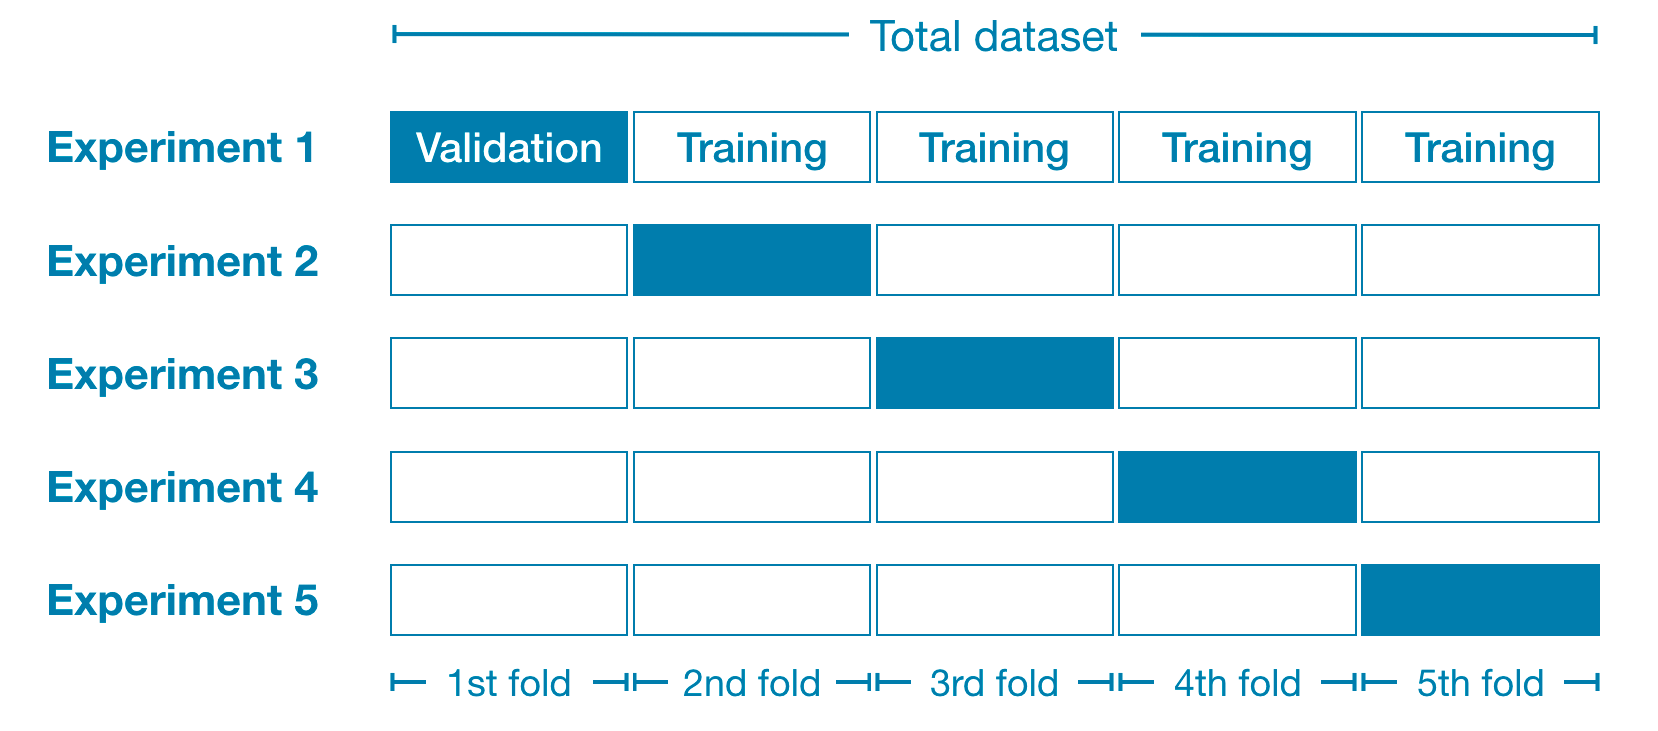 Total dataset
Experiment 1 Validation Training Training Training Training
Experiment 2
Experiment 3
Experiment 4
Experiment 5
1st fold 2nd fold 3rd fold 4th fold 5th fold